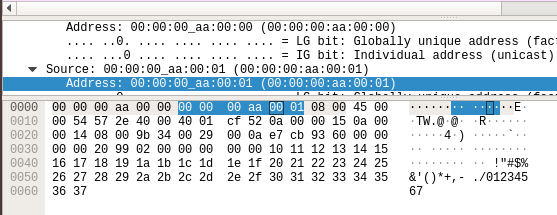 Address: 00:00:00_aa:00:00 (00:00:00:aa:00:00)
.... ..0. .... .... .... .... = LG bit: Globally unique address (fac
.... ...0 .... .... .... .... = IG bit: Individual address (unicast)
Source: 00:00:00_aa:00:01 (00:00:00:aa:00:01)
Address: 00:00:00_aa:00:01 (00:00:00:aa:00:01)
0000 00 00 00 aa 00 00 00 00 00 aa 00 01 08 00 45 00 ········ ······E·
0010 00 54 57 2e 40 00 40 01 cf 52 0a 00 00 15 0a 00 ·TW.@·@· ·R······
0020 00 14 08 00 9b 34 00 29 00 0a e7 cb 93 60 00 00 ·····4·) ·····`··
0030 00 00 20 99 02 00 00 00 00 00 10 11 12 13 14 15 ·· ····· ········
0040 16 17 18 19 1a 1b 1c 1d 1e 1f 20 21 22 23 24 25 ········ ·· !"#$%
0050 26 27 28 29 2a 2b 2c 2d 2e 2f 30 31 32 33 34 35 &'()*+,- ./012345
0060 36 37 67